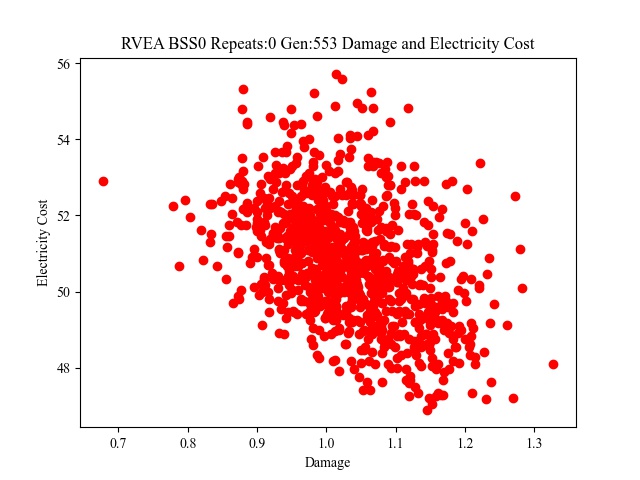 RVEA BSS0 Repeats:0 Gen:553 Damage and Electricity Cost
56
54
52
50
48
Electricity Cost
0.7 0.8 0.9 1.0 1.1 1.2 1.3
Damage